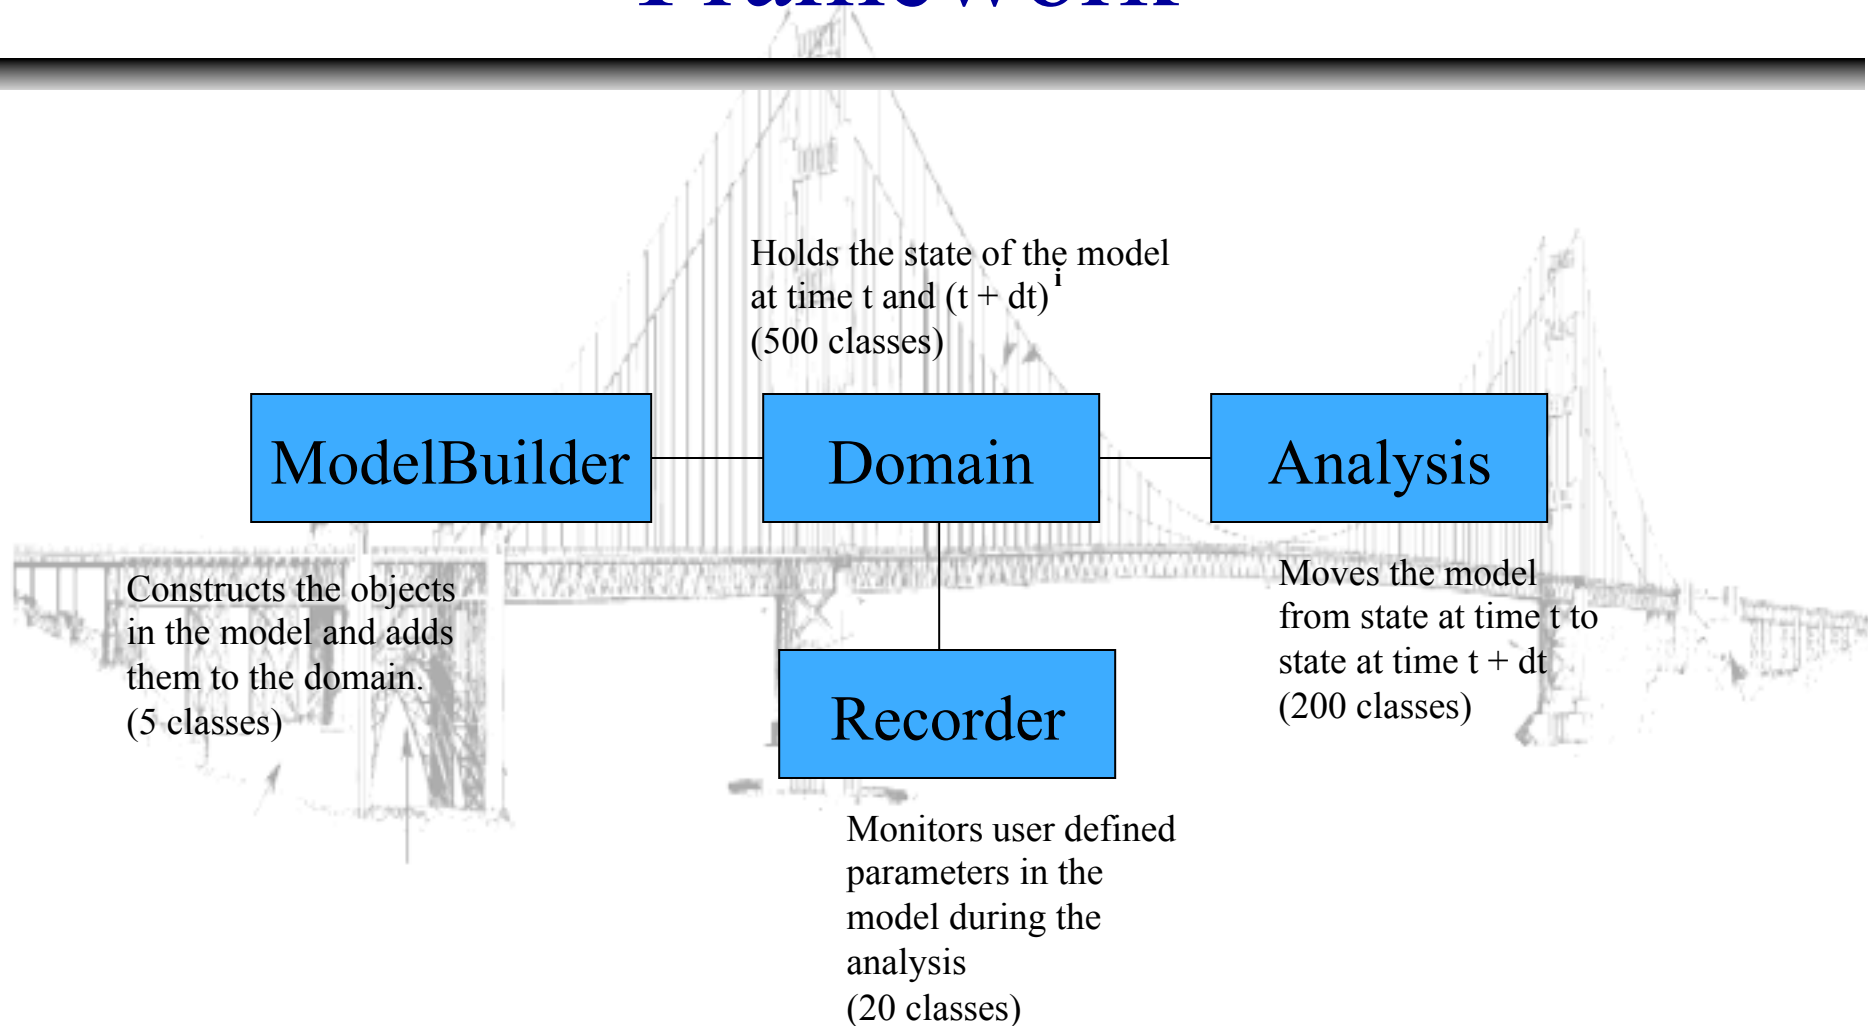 Framework
Holds the state of the model
at time t and (t + dt)^i
(500 classes)
ModelBuilder
Domain
Analysis
Constructs the objects
in the model and adds
them to the domain.
(5 classes)
Moves the model
from state at time t to
state at time t + dt
(200 classes)
Recorder
Monitors user defined
parameters in the
model during the
analysis
(20 classes)